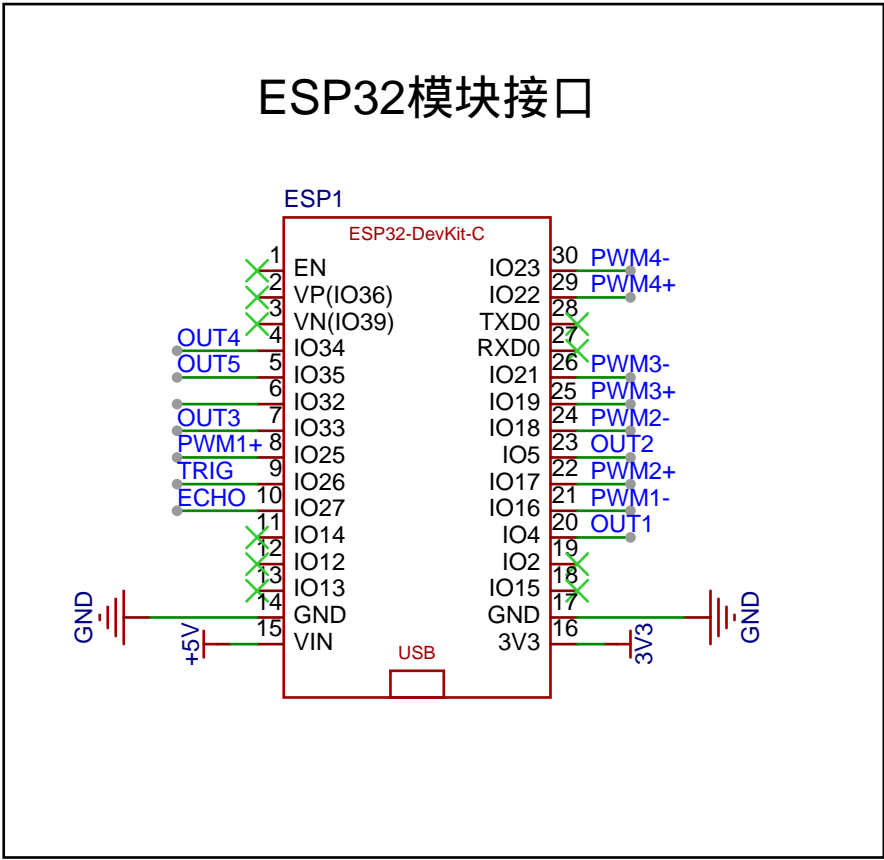 ESP32模块接口
ESP1
ESP32-DevKit-C
1 EN
2 VP(IO36)
3 VN(IO39)
OUT4 4 IO34
OUT5 5 IO35
6 IO32
OUT3 7 IO33
PWM1+ 8 IO25
TRIG 9 IO26
ECHO 10 IO27
11 IO14
12 IO12
13 IO13
GND 14 GND
+5V 15 VIN
IO23 30 PWM4-
IO22 29 PWM4+
TXD0 28
RXD0 27
IO21 26 PWM3-
IO19 25 PWM3+
IO18 24 PWM2-
IO5 23 OUT2
IO17 22 PWM2+
IO16 21 PWM1-
IO4 20 OUT1
IO2 19
IO15 18
GND 17 GND
3V3 16 3V3
USB